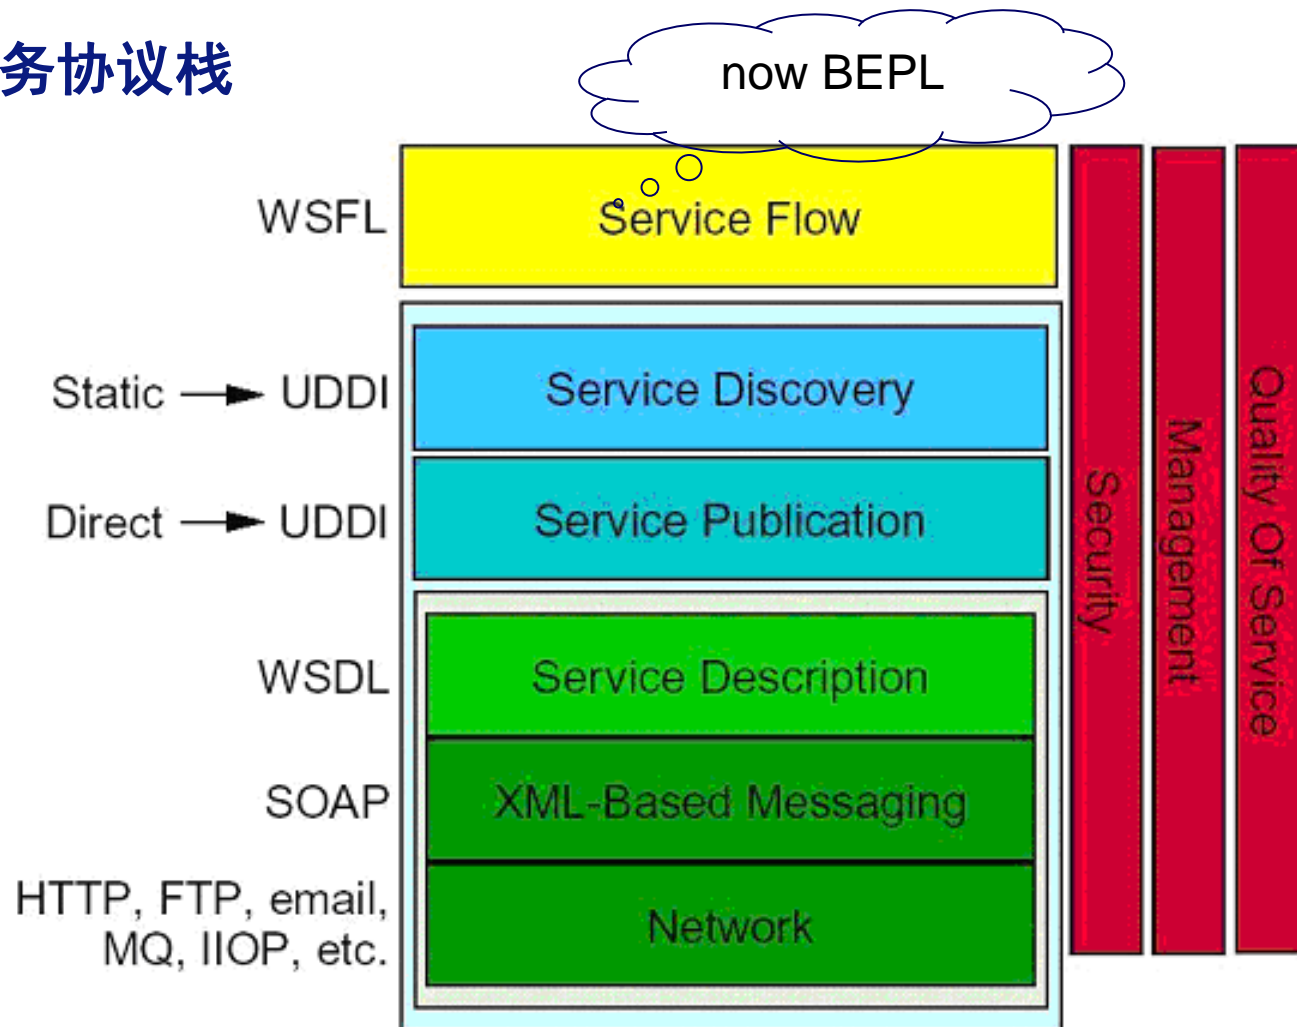 务协议栈
now BEPL
WSFL
Service Flow
Static
UDDI
Service Discovery
Direct
UDDI
Service Publication
WSDL
Service Description
SOAP
XML-Based Messaging
HTTP, FTP, email,
MQ, IIOP, etc.
Network
Security
Management
Quality Of Service